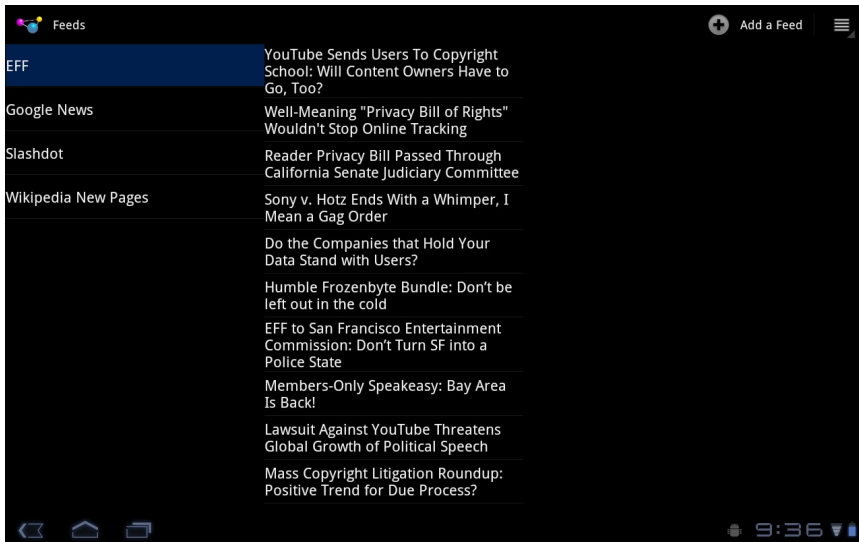 Feeds
Add a Feed
EFF
Google News
Slashdot
Wikipedia New Pages
YouTube Sends Users To Copyright
School: Will Content Owners Have to
Go, Too?
Well-Meaning "Privacy Bill of Rights"
Wouldn't Stop Online Tracking
Reader Privacy Bill Passed Through
California Senate Judiciary Committee
Sony v. Hotz Ends With a Whimper, I
Mean a Gag Order
Do the Companies that Hold Your
Data Stand with Users?
Humble Frozenbyte Bundle: Don’t be
left out in the cold
EFF to San Francisco Entertainment
Commission: Don’t Turn SF into a
Police State
Members-Only Speakeasy: Bay Area
Is Back!
Lawsuit Against YouTube Threatens
Global Growth of Political Speech
Mass Copyright Litigation Roundup:
Positive Trend for Due Process?
9:36